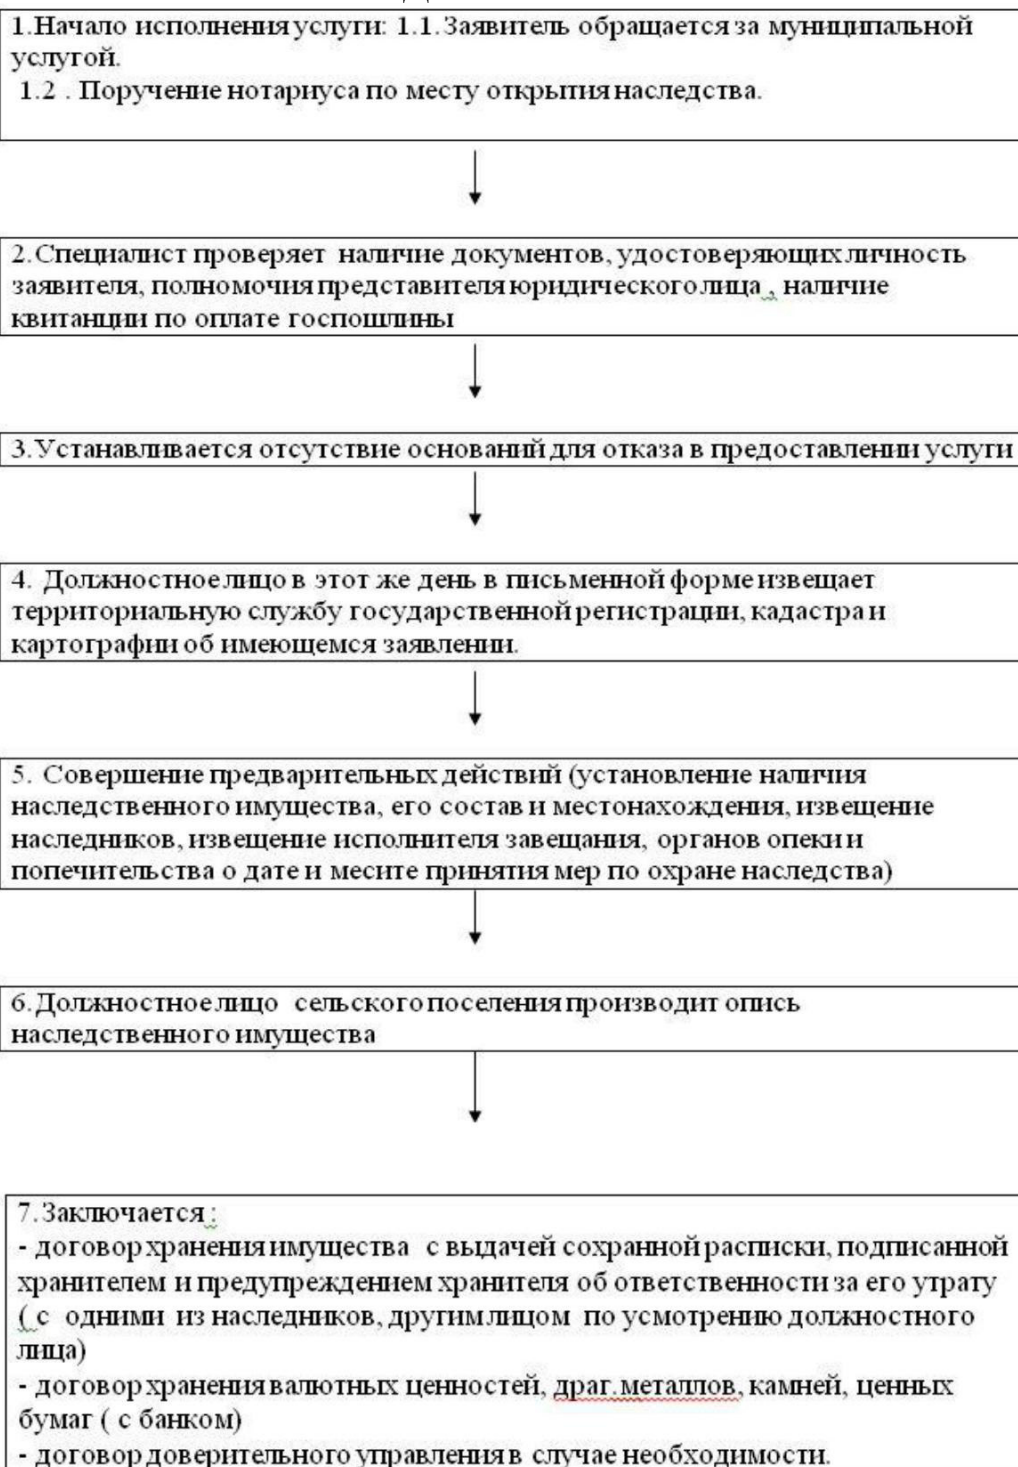 1.Начало исполнения услуги: 1.1.Заявитель обращается за муниципальной
услугой.
1.2 . Поручение нотариуса по месту открытия наследства.
2.Специалист проверяет наличие документов, удостоверяющих личность
заявителя, полномочия представителя юридического лица , наличие
квитанции по оплате госпошлины
3.Устанавливается отсутствие оснований для отказа в предоставлении услуги
4. Должностное лицо в этот же день в письменной форме извещает
территориальную службу государственной регистрации, кадастра и
картографии об имеющемся заявлении.
5. Совершение предварительных действий (установление наличия
наследственного имущества, его состав и местонахождения, извещение
наследников, извещение исполнителя завещания, органов опеки и
попечительства о дате и месите принятия мер по охране наследства)
6.Должностное лицо сельского поселения производит опись
наследственного имущества
7.Заключается :
- договор хранения имущества с выдачей сохранной расписки, подписанной
хранителем и предупреждением хранителя об ответственности за его утрату
( с одними из наследников, другим лицом по усмотрению должностного
лица)
- договор хранения валютных ценностей, драг.металлов, камней, ценных
бумаг ( с банком)
- договор доверительного управления в случае необходимости.